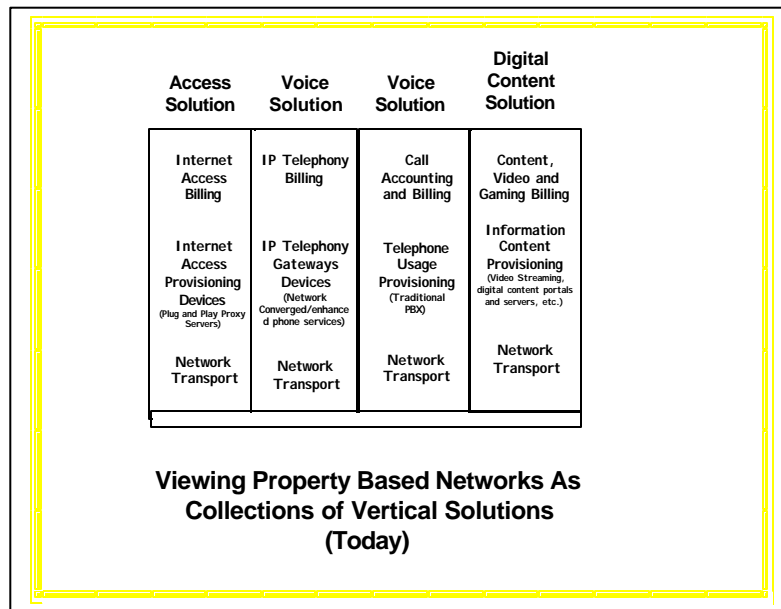 Access
Solution
Voice
Solution
Voice
Solution
Digital
Content
Solution
Internet
Access
Billing
Internet
Access
Provisioning
Devices
(Plug and Play Proxy
Servers)
Network
Transport
IP Telephony
Billing
IP Telephony
Gateways
Devices
(Network
Converged/enhance
d phone services)
Network
Transport
Call
Accounting
and Billing
Telephone
Usage
Provisioning
(Traditional
PBX)
Network
Transport
Content,
Video and
Gaming Billing
Information
Content
Provisioning
(Video Streaming,
digital content portals
and servers, etc.)
Network
Transport
Viewing Property Based Networks As
Collections of Vertical Solutions
(Today)